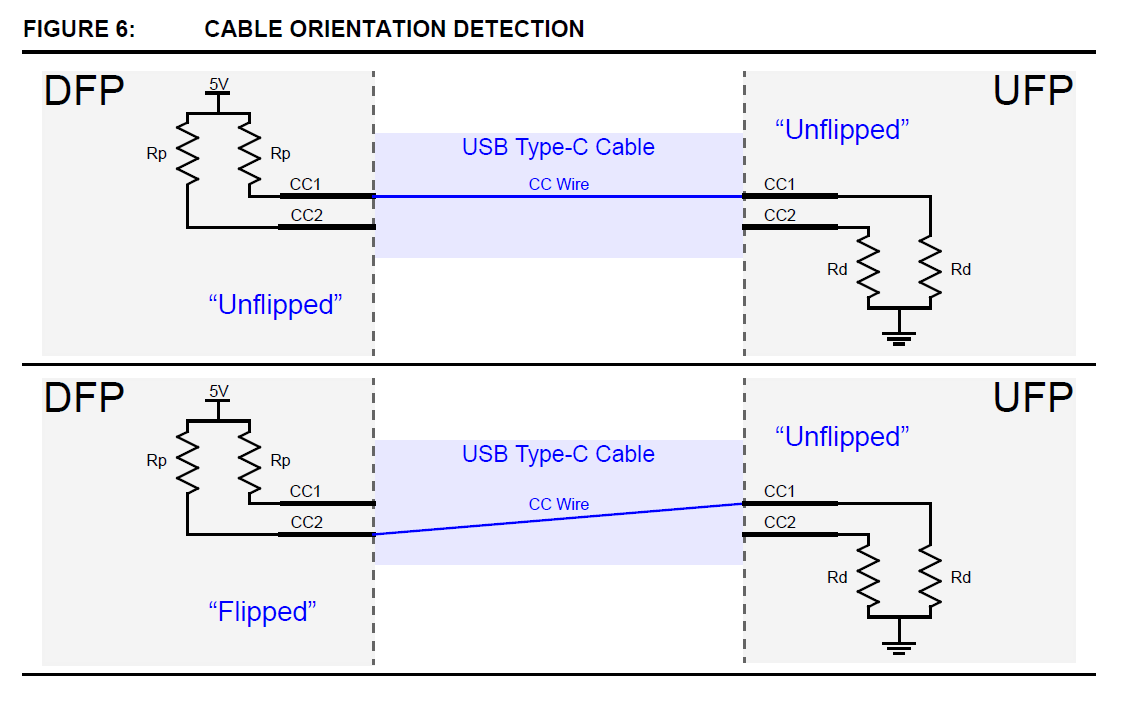 FIGURE 6: CABLE ORIENTATION DETECTION
DFP
5V
UFP
“Unflipped”
Rp
Rp
USB Type-C Cable
CC1
CC Wire
CC1
CC2
CC2
Rd
Rd
“Unflipped”
DFP
5V
UFP
“Unflipped”
Rp
Rp
USB Type-C Cable
CC1
CC Wire
CC1
CC2
CC2
Rd
Rd
“Flipped”